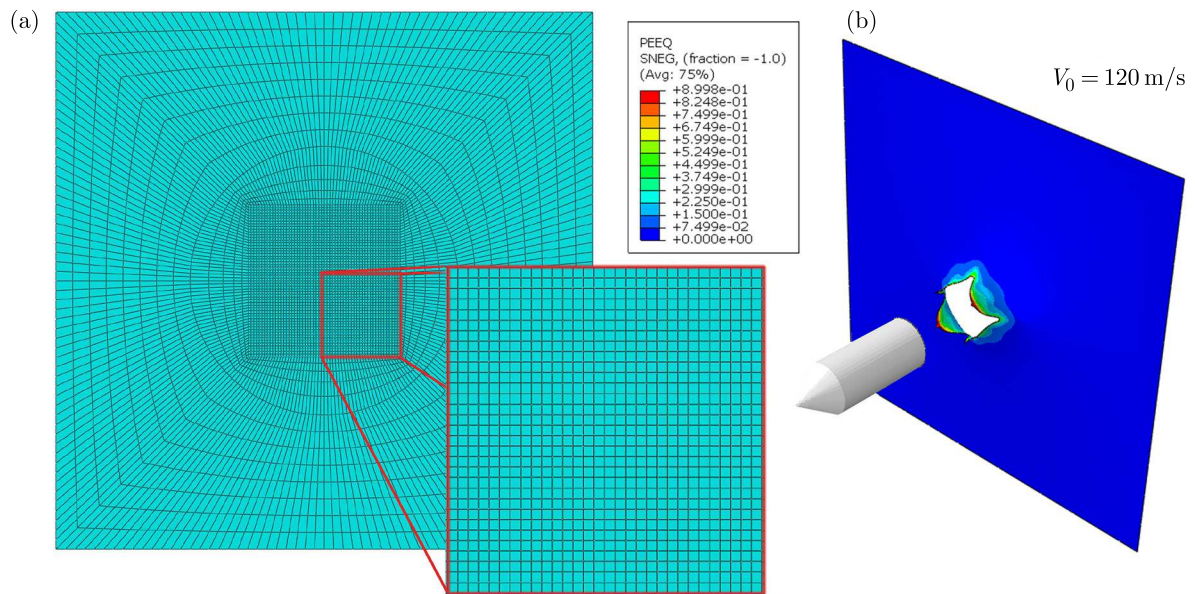 (a)
PEEQ
SNEG, (fraction = -1.0)
(Avg: 75%)
+8.998e-01
+8.248e-01
+7.499e-01
+6.749e-01
+5.999e-01
+5.249e-01
+4.499e-01
+3.749e-01
+2.999e-01
+2.250e-01
+1.500e-01
+7.499e-02
+0.000e+00
(b)
V₀ = 120 m/s